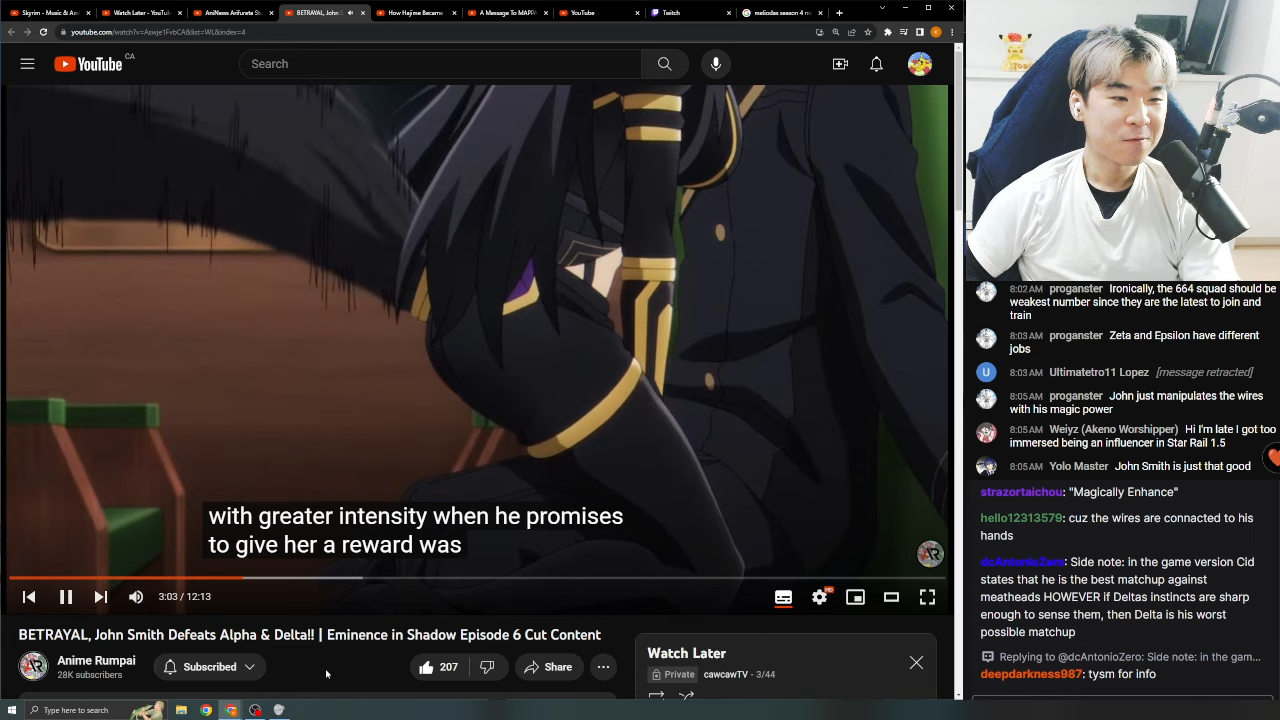 Skyrim - Music & An
Watch Later - YouTub
AniNews Arifureta St
BETRAYAL, John S
How Hajime Became
A Message To MAPP
YouTube
Twitch
meliodas season 4 m
youtube.com/watch?v=Aswje1FvbCA&list=WL&index=4
YouTube CA
Search
with greater intensity when he promises
to give her a reward was
3:03 / 12:13
HD
BETRAYAL, John Smith Defeats Alpha & Delta!! | Eminence in Shadow Episode 6 Cut Content
Anime Rumpai
28K subscribers
Subscribed
207
Share
Watch Later
Private
cawcawTV - 3/44
Type here to search
8:02 AM proganster Ironically, the 664 squad should be
weakest number since they are the latest to join and
train
8:03 AM proganster Zeta and Epsilon have different
jobs
U
8:03 AM Ultimatetro11 Lopez [message retracted]
8:05 AM proganster John just manipulates the wires
with his magic power
8:05 AM Weiyz (Akeno Worshipper) Hi I'm late I got too
immersed being an influencer in Star Rail 1.5
8:05 AM Yolo Master John Smith is just that good
strazortaichou: "Magically Enhance"
hello12313579: cuz the wires are connected to his
hands
dcAntonioZero: Side note: in the game version Cid
states that he is the best matchup against
meatheads HOWEVER if Deltas instincts are sharp
enough to sense them, then Delta is his worst
possible matchup
Replying to @dcAntonioZero: Side note: in the gam...
deepdarkness987: tysm for info